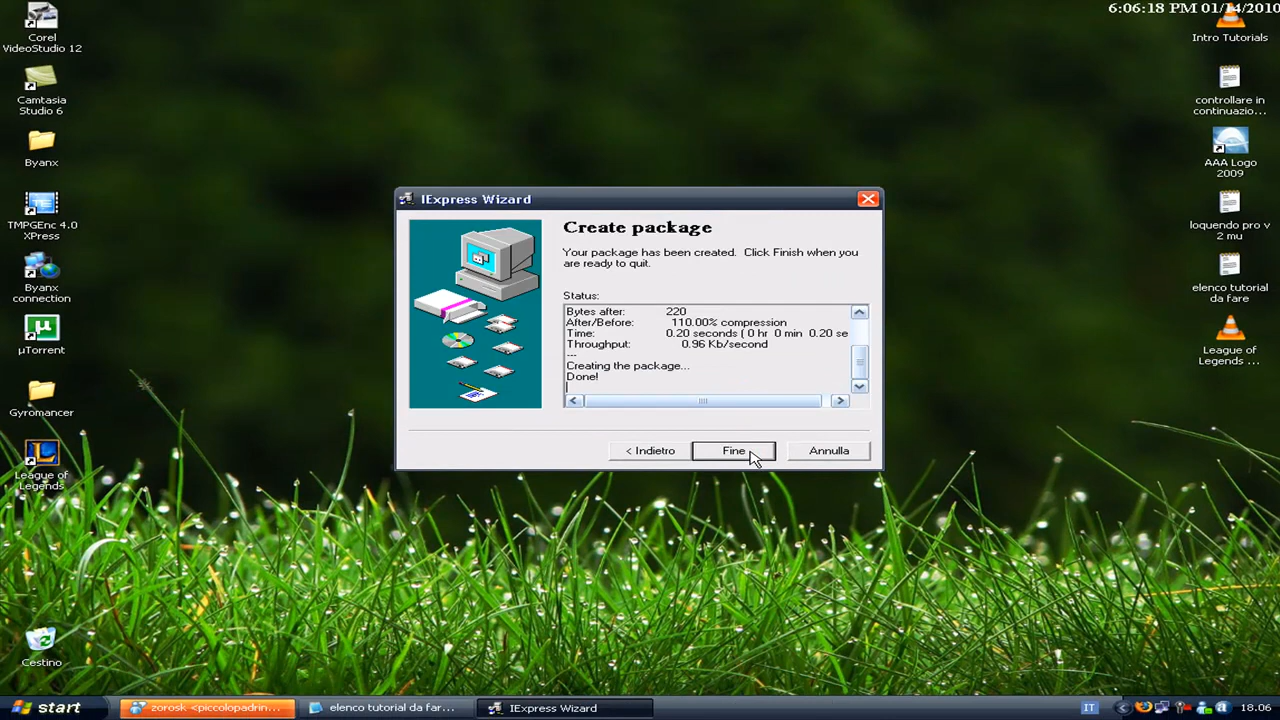 6:06:18 PM 01/14/2010
Corel
VideoStudio 12
Camtasia
Studio 6
Byanx
TMPGEnc 4.0
XPress
Byanx
connection
µTorrent
Gyromancer
League of
Legends
Cestino
Intro Tutorials
controllare in
continuazio...
AAA Logo
2009
loquendo pro v
2 mu
elenco tutorial
da fare
League of
Legends ...
IExpress Wizard
Create package
Your package has been created. Click Finish when you
are ready to quit.
Status:
Bytes after: 220
After/Before: 110.00% compression
Time: 0.20 seconds ( 0 hr 0 min 0.20 se
Throughput: 0.96 Kb/second
---
Creating the package...
Done!
< Indietro
Fine
Annulla
start
zorosk <piccolopadrin...
elenco tutorial da far...
IExpress Wizard
IT
18.06